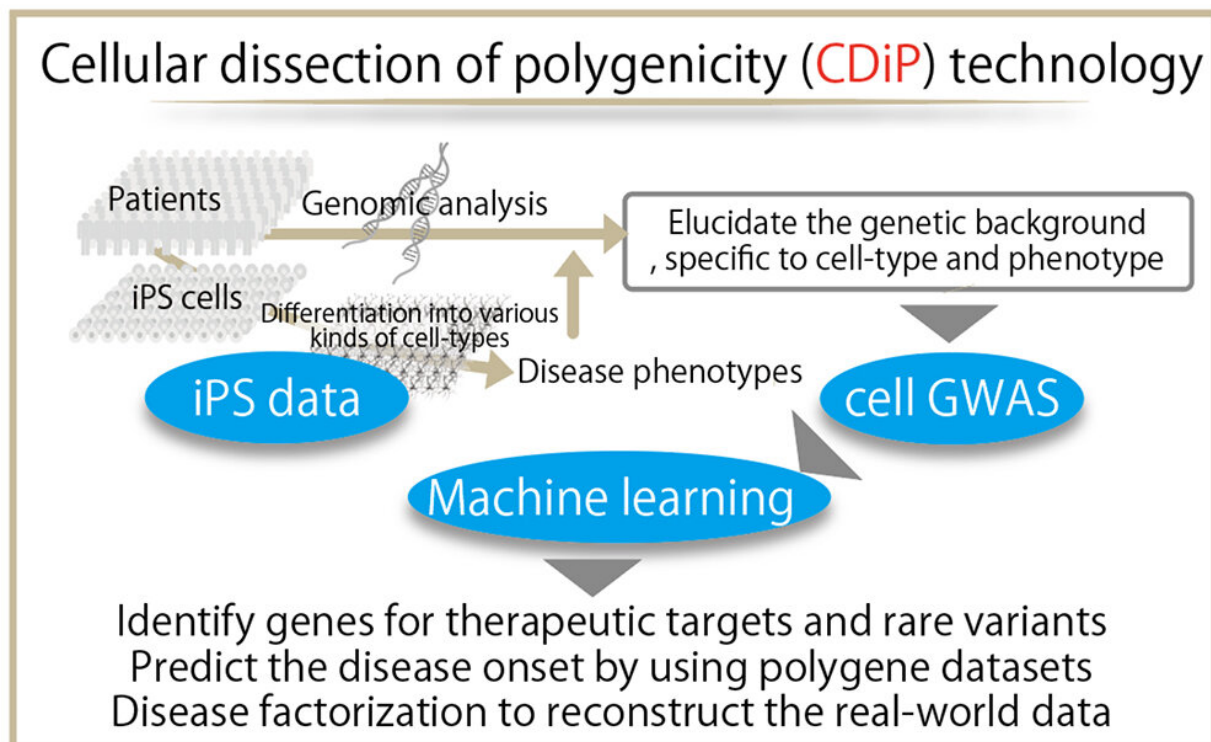 Cellular dissection of polygenicity (CDiP) technology
Patients
Genomic analysis
Elucidate the genetic background
, specific to cell-type and phenotype
iPS cells
Differentiation into various
kinds of cell-types
Disease phenotypes
iPS data
cell GWAS
Machine learning
Identify genes for therapeutic targets and rare variants
Predict the disease onset by using polygene datasets
Disease factorization to reconstruct the real-world data